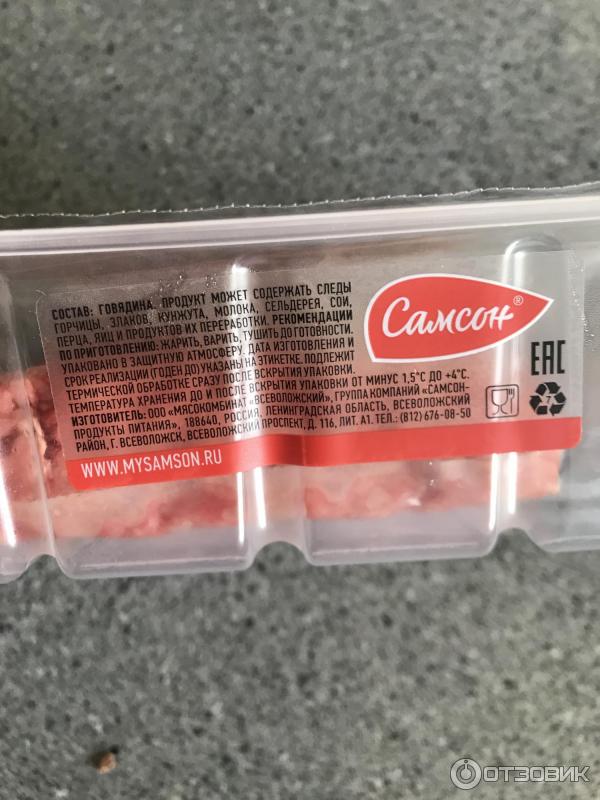 СОСТАВ: ГОВЯДИНА. ПРОДУКТ МОЖЕТ СОДЕРЖАТЬ СЛЕДЫ
ГОРЧИЦЫ, ЗЛАКОВ, КУНЖУТА, МОЛОКА, СЕЛЬДЕРЕЯ, СОИ,
ПЕРЦА, ЯИЦ И ПРОДУКТОВ ИХ ПЕРЕРАБОТКИ. РЕКОМЕНДАЦИИ
ПО ПРИГОТОВЛЕНИЮ: ЖАРИТЬ, ВАРИТЬ, ТУШИТЬ ДО ГОТОВНОСТИ.
УПАКОВАНО В ЗАЩИТНУЮ АТМОСФЕРУ. ДАТА ИЗГОТОВЛЕНИЯ И
СРОК РЕАЛИЗАЦИИ (ГОДЕН ДО) УКАЗАНЫ НА ЭТИКЕТКЕ. ПОДЛЕЖИТ
ТЕРМИЧЕСКОЙ ОБРАБОТКЕ СРАЗУ ПОСЛЕ ВСКРЫТИЯ УПАКОВКИ.
ТЕМПЕРАТУРА ХРАНЕНИЯ ДО И ПОСЛЕ ВСКРЫТИЯ УПАКОВКИ ОТ МИНУС 1,5°С ДО +4°С.
ИЗГОТОВИТЕЛЬ: ООО «МЯСОКОМБИНАТ «ВСЕВОЛОЖСКИЙ», ГРУППА КОМПАНИЙ «САМСОН-
ПРОДУКТЫ ПИТАНИЯ», 188640, РОССИЯ, ЛЕНИНГРАДСКАЯ ОБЛАСТЬ, ВСЕВОЛОЖСКИЙ
РАЙОН, Г. ВСЕВОЛОЖСК, ВСЕВОЛОЖСКИЙ ПРОСПЕКТ, Д. 116, ЛИТ. А1. ТЕЛ.: (812) 676-08-50
WWW.MYSAMSON.RU
Самсон®
ЕАС
7
ОТЗОВИК